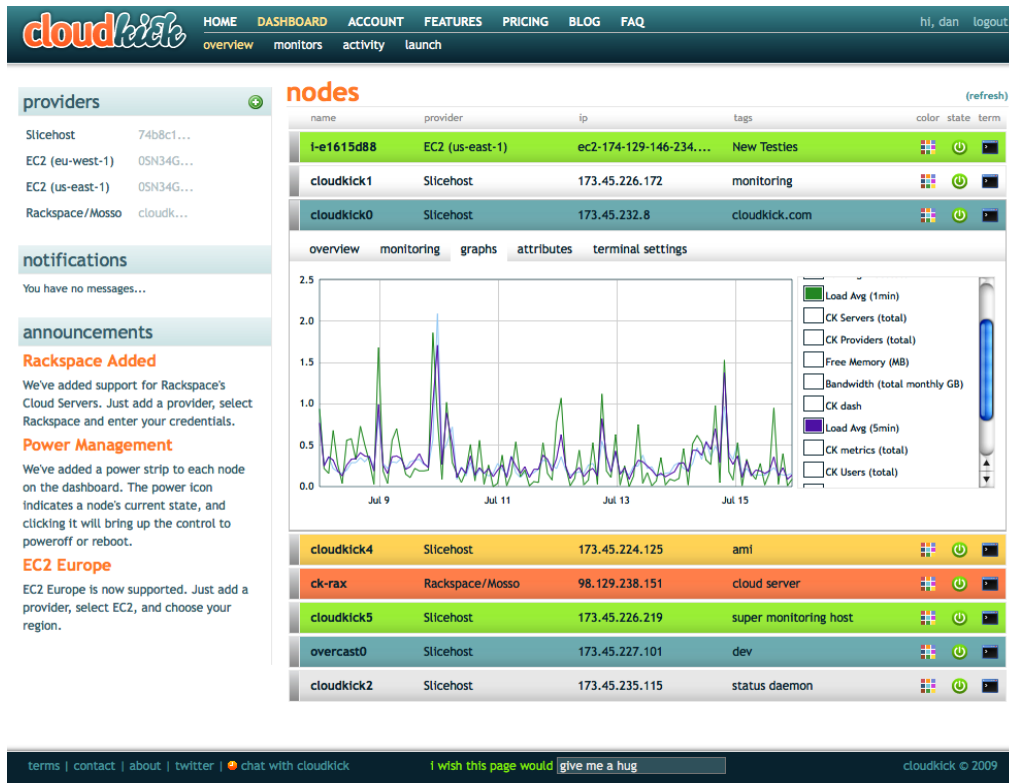 cloudkick
HOME DASHBOARD ACCOUNT FEATURES PRICING BLOG FAQ
hi, dan logout
overview monitors activity launch
providers
Slicehost 74b8c1...
EC2 (eu-west-1) 0SN34G...
EC2 (us-east-1) 0SN34G...
Rackspace/Mosso cloudk...
notifications
You have no messages...
announcements
Rackspace Added
We've added support for Rackspace's
Cloud Servers. Just add a provider, select
Rackspace and enter your credentials.
Power Management
We've added a power strip to each node
on the dashboard. The power icon
indicates a node's current state, and
clicking it will bring up the control to
poweroff or reboot.
EC2 Europe
EC2 Europe is now supported. Just add a
provider, select EC2, and choose your
region.
nodes
(refresh)
name provider ip tags color state term
i-e1615d88 EC2 (us-east-1) ec2-174-129-146-234.... New Testies
cloudkick1 Slicehost 173.45.226.172 monitoring
cloudkick0 Slicehost 173.45.232.8 cloudkick.com
overview monitoring graphs attributes terminal settings
2.5
2.0
1.5
1.0
0.5
0.0
Jul 9 Jul 11 Jul 13 Jul 15
Load Avg (1min)
CK Servers (total)
CK Providers (total)
Free Memory (MB)
Bandwidth (total monthly GB)
CK dash
Load Avg (5min)
CK metrics (total)
CK Users (total)
cloudkick4 Slicehost 173.45.224.125 ami
ck-rax Rackspace/Mosso 98.129.238.151 cloud server
cloudkick5 Slicehost 173.45.226.219 super monitoring host
overcast0 Slicehost 173.45.227.101 dev
cloudkick2 Slicehost 173.45.235.115 status daemon
terms | contact | about | twitter | chat with cloudkick
i wish this page would give me a hug
cloudkick © 2009